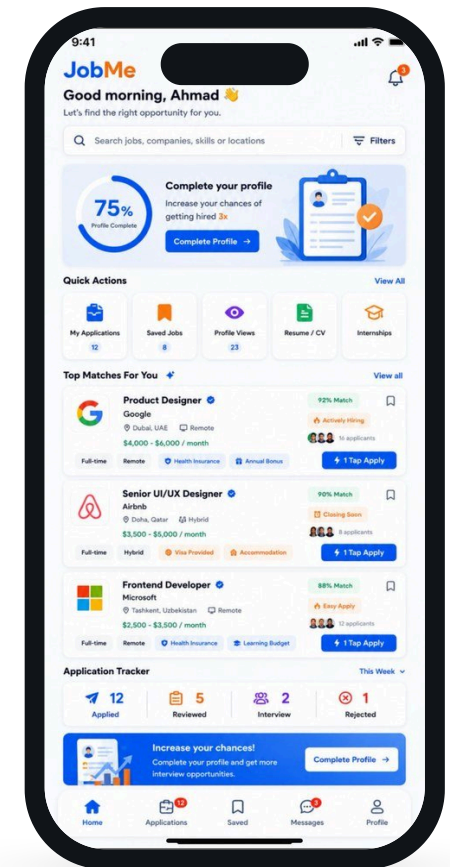 9:41
JobMe
3
Good morning, Ahmad 👋
Let's find the right opportunity for you.
Search jobs, companies, skills or locations
Filters
75%
Profile Complete
Complete your profile
Increase your chances of
getting hired 3x
Complete Profile →
Quick Actions
View All
My Applications
12
Saved Jobs
8
Profile Views
23
Resume / CV
Internships
Top Matches For You
View all
Product Designer
92% Match
Google
Actively Hiring
Dubai, UAE Remote
16 applicants
$4,000 - $6,000 / month
Full-time Remote Health Insurance Annual Bonus
1 Tap Apply
Senior UI/UX Designer
90% Match
Airbnb
Closing Soon
Doha, Qatar Hybrid
8 applicants
$3,500 - $5,000 / month
Full-time Hybrid Visa Provided Accommodation
1 Tap Apply
Frontend Developer
88% Match
Microsoft
Easy Apply
Tashkent, Uzbekistan Remote
12 applicants
$2,500 - $3,500 / month
Full-time Remote Health Insurance Learning Budget
1 Tap Apply
Application Tracker
This Week
12
Applied
5
Reviewed
2
Interview
1
Rejected
Increase your chances!
Complete your profile and get more
interview opportunities.
Complete Profile →
Home
12
Applications
Saved
3
Messages
Profile